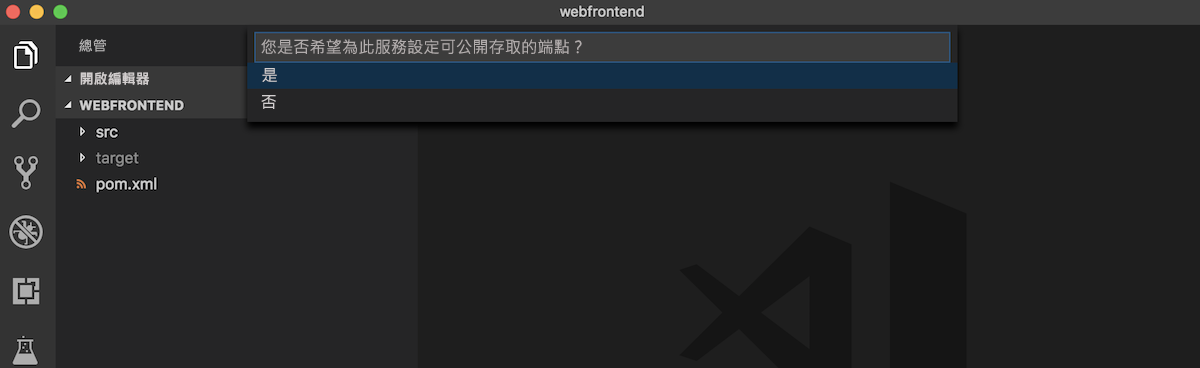 webfrontend
總管
您是否希望為此服務設定可公開存取的端點？
是
否
開啟編輯器
WEBFRONTEND
src
target
pom.xml